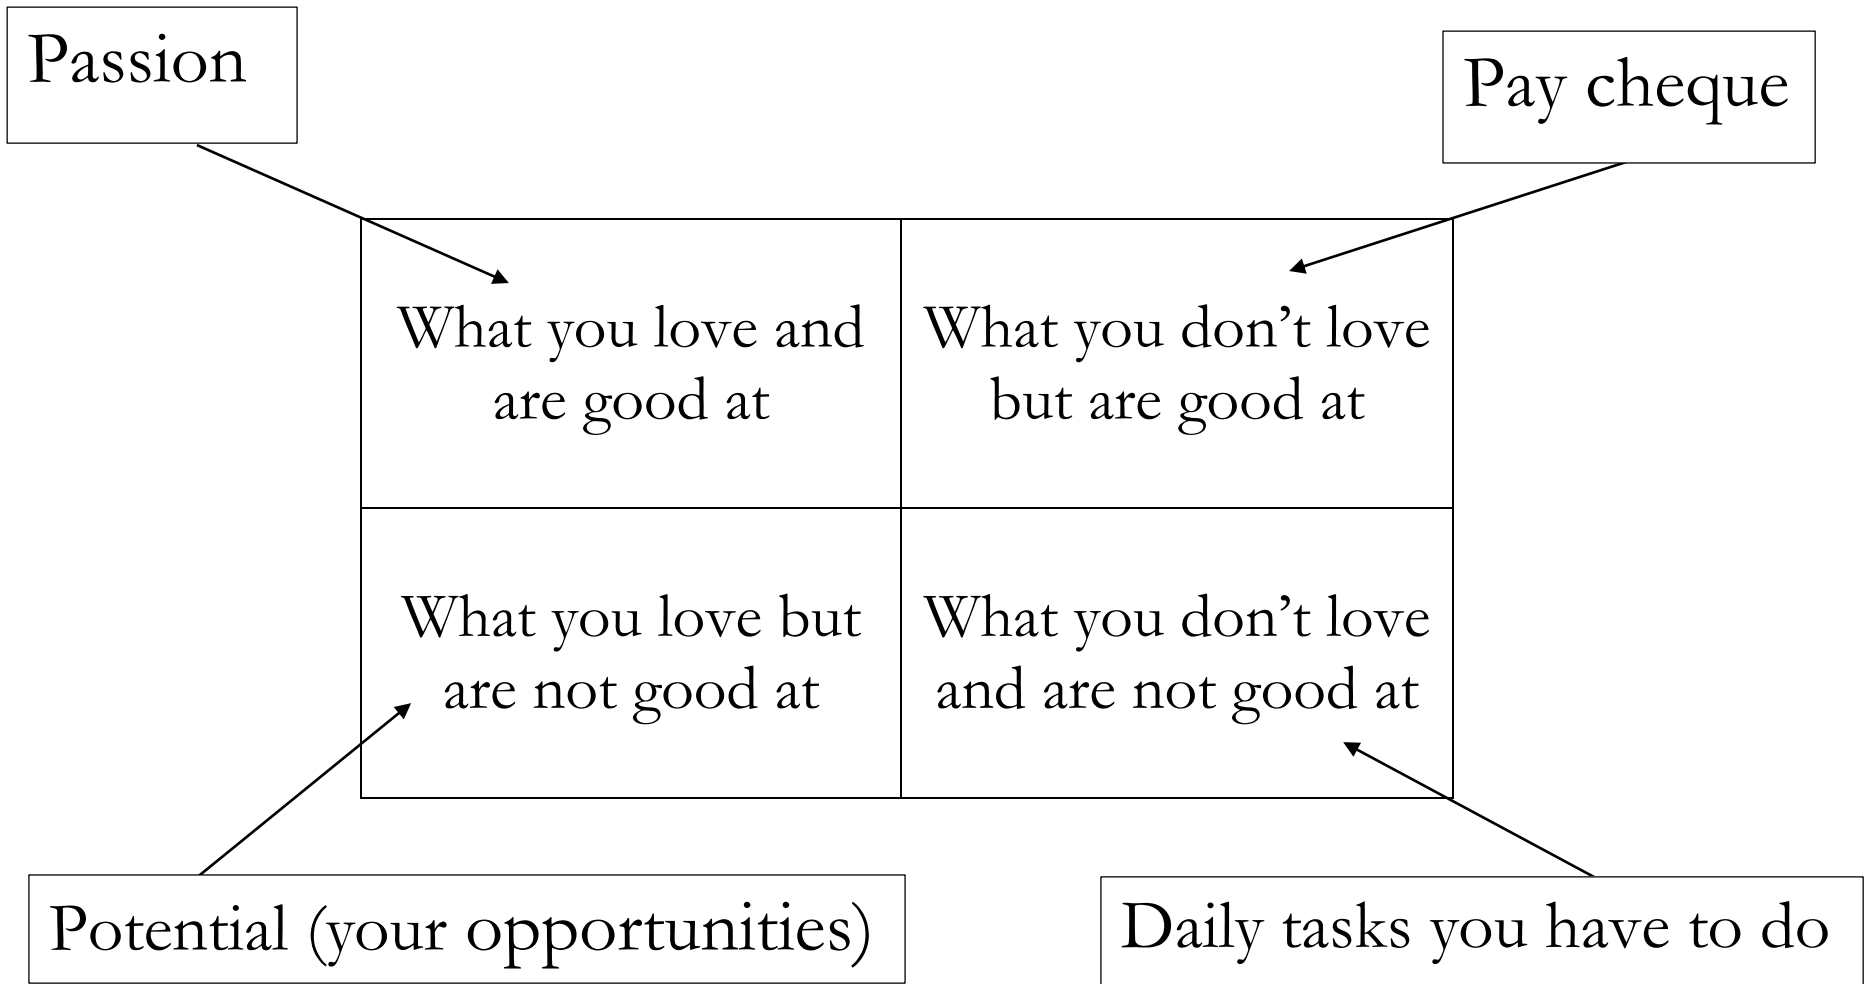 Passion
Pay cheque
What you love and
are good at
What you don’t love
but are good at
What you love but
are not good at
What you don’t love
and are not good at
Potential (your opportunities)
Daily tasks you have to do